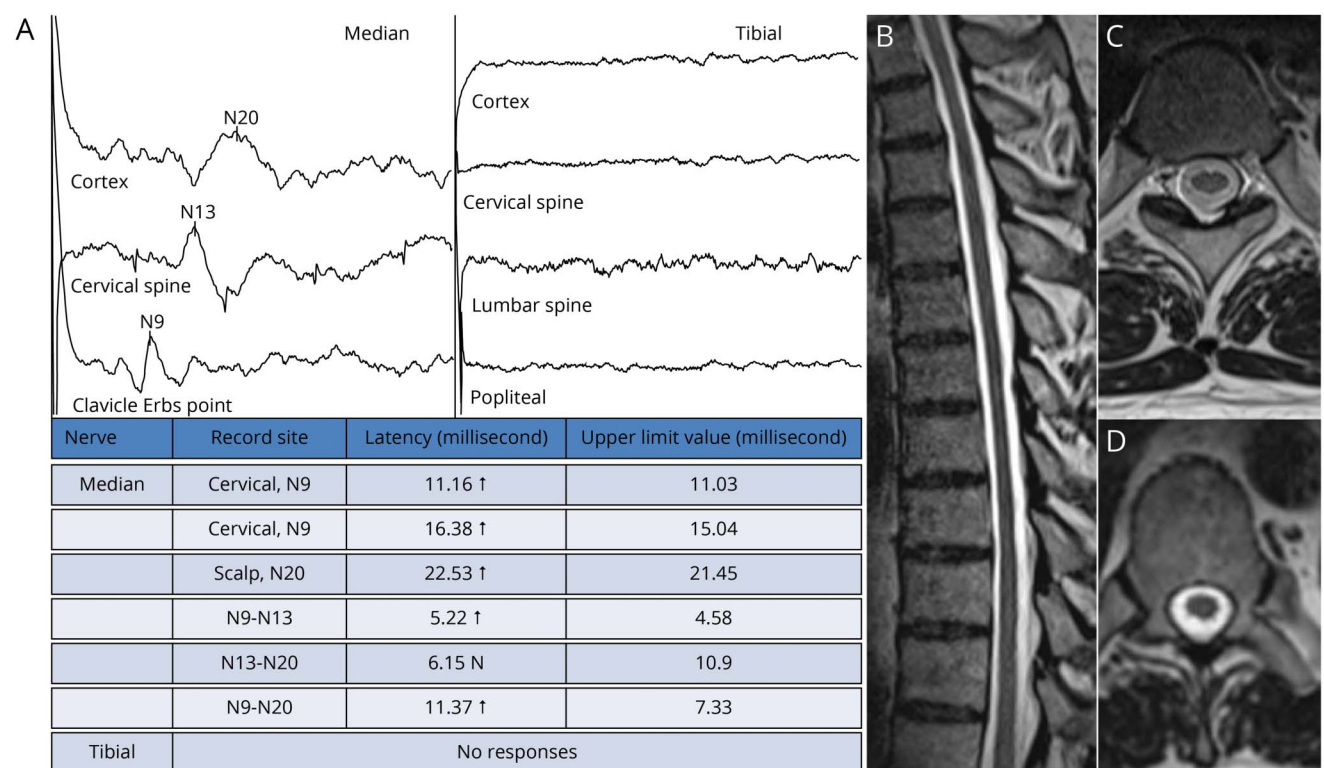 A
Median
Tibial
B
C
N20
Cortex
Cortex
N13
Cervical spine
Cervical spine
N9
Lumbar spine
Clavicle Erbs point
Popliteal
D
Nerve Record site Latency (millisecond) Upper limit value (millisecond)
Median Cervical, N9 11.16 ↑ 11.03
Cervical, N9 16.38 ↑ 15.04
Scalp, N20 22.53 ↑ 21.45
N9-N13 5.22 ↑ 4.58
N13-N20 6.15 N 10.9
N9-N20 11.37 ↑ 7.33
Tibial No responses